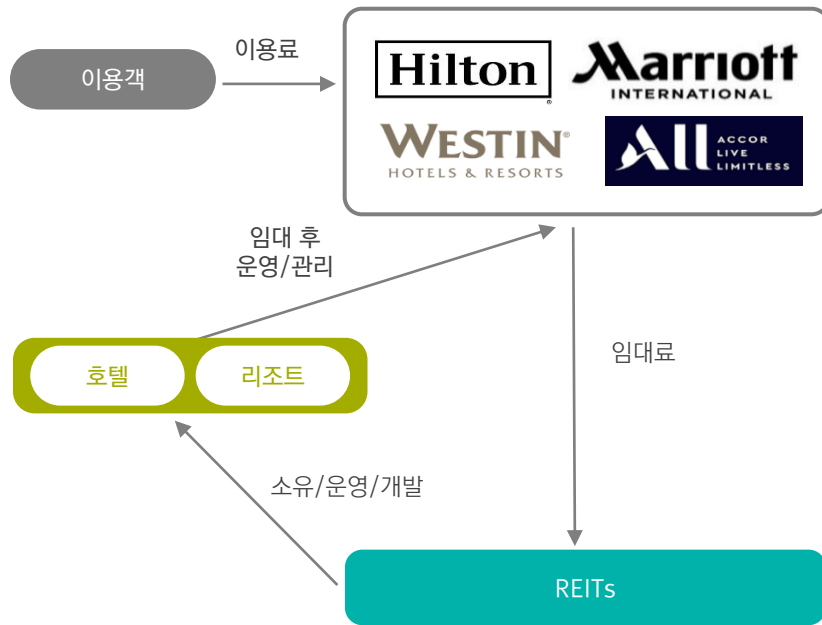 이용객
이용료
Hilton
Marriott
INTERNATIONAL
WESTIN®
HOTELS & RESORTS
ALL ACCOR
LIVE
LIMITLESS
임대 후
운영/관리
호텔
리조트
임대료
소유/운영/개발
REITs